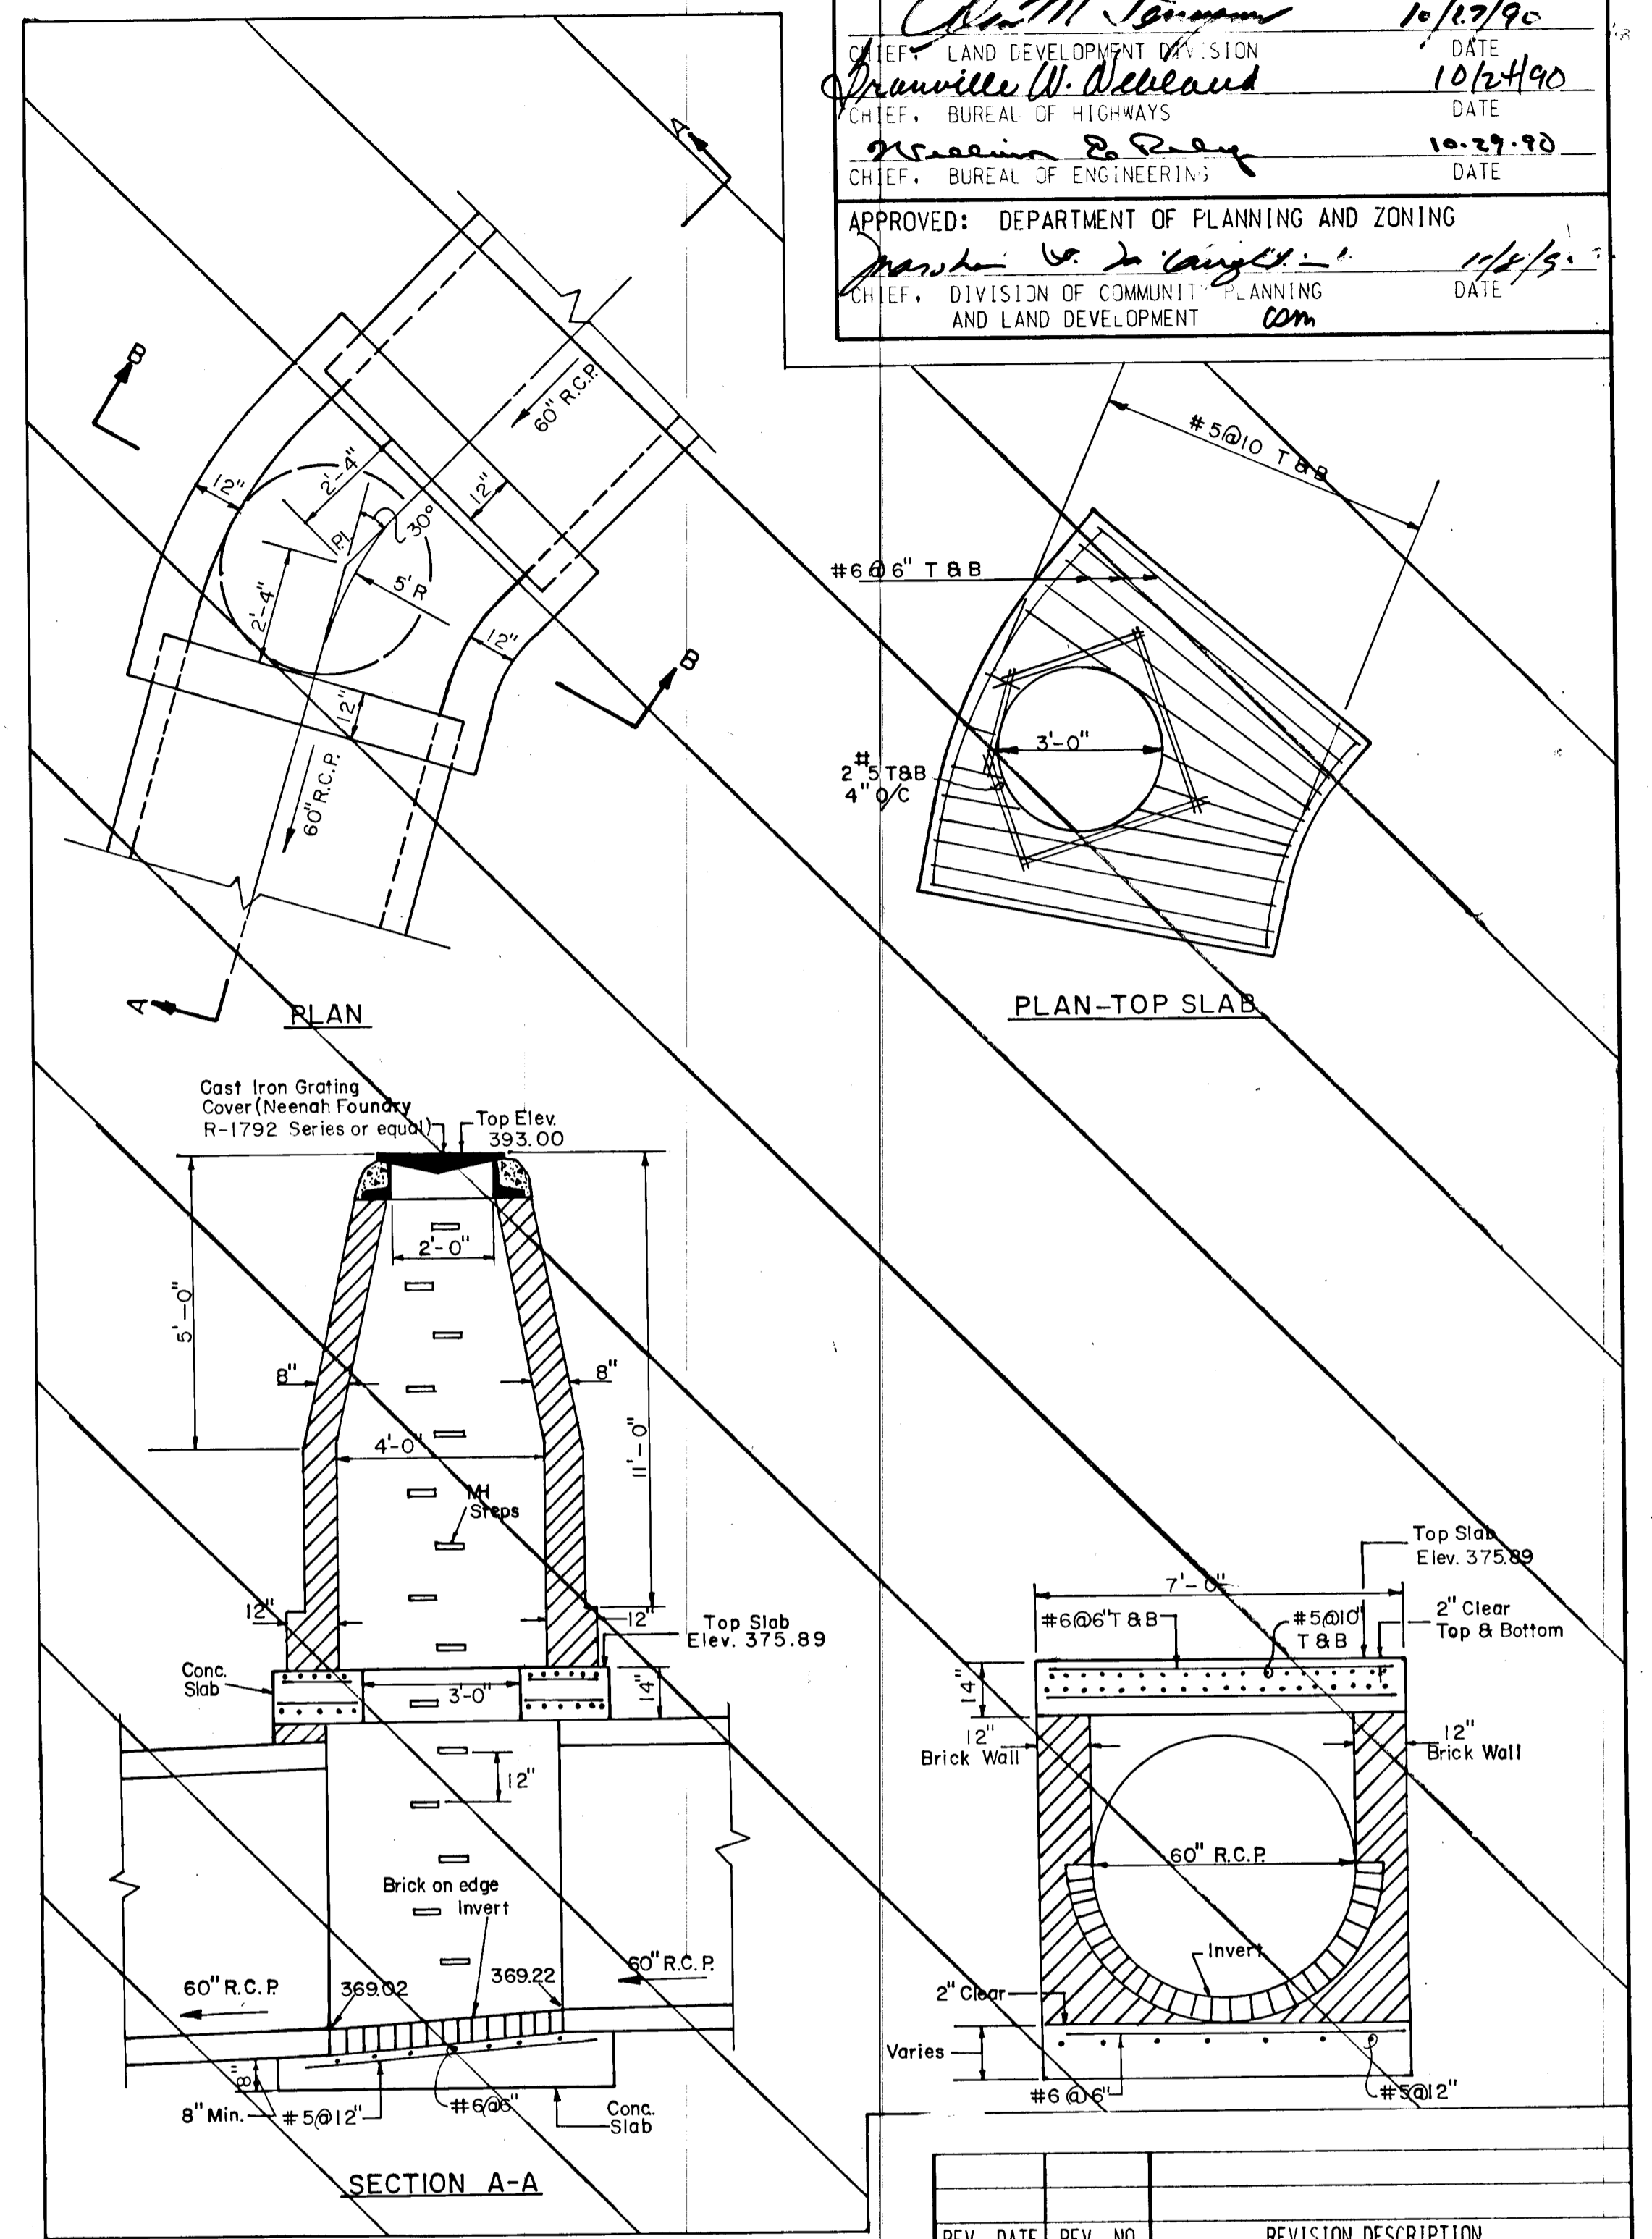 10/27/90
CHIEF, LAND DEVELOPMENT DIVISION DATE
10/24/90
CHIEF, BUREAU OF HIGHWAYS DATE
10·29·90
CHIEF, BUREAU OF ENGINEERING DATE
APPROVED: DEPARTMENT OF PLANNING AND ZONING
CHIEF, DIVISION OF COMMUNITY PLANNING DATE
AND LAND DEVELOPMENT
A
B
60" R.C.P.
12"
2'-4"
12"
P.I.
30°
5' R
2'-4"
12"
B
12"
60" R.C.P.
A
PLAN
#5@10 T & B
#6@6" T & B
3'-0"
2 #5 T&B
4" O/C
PLAN-TOP SLAB
Cast Iron Grating
Cover (Neenah Foundry
R-1792 Series or equal)
Top Elev.
393.00
2'-0"
5'-0"
8"
8"
4'-0"
11'-0"
MH
Steps
12"
12"
Top Slab
Elev. 375.89
Conc.
Slab
3'-0"
14"
12"
Brick on edge
Invert
60" R.C.P.
369.02
369.22
60" R.C.P.
8"
8" Min.
#5@12"
#6@6"
Conc.
Slab
SECTION A-A
Top Slab
Elev. 375.89
7'-0"
#6@6" T & B
#5@10"
T & B
2" Clear
Top & Bottom
14"
12"
Brick Wall
12"
Brick Wall
60" R.C.P.
Invert
2" Clear
Varies
#6 @ 6"
#5@12"
REV. DATE REV. NO. REVISION DESCRIPTION